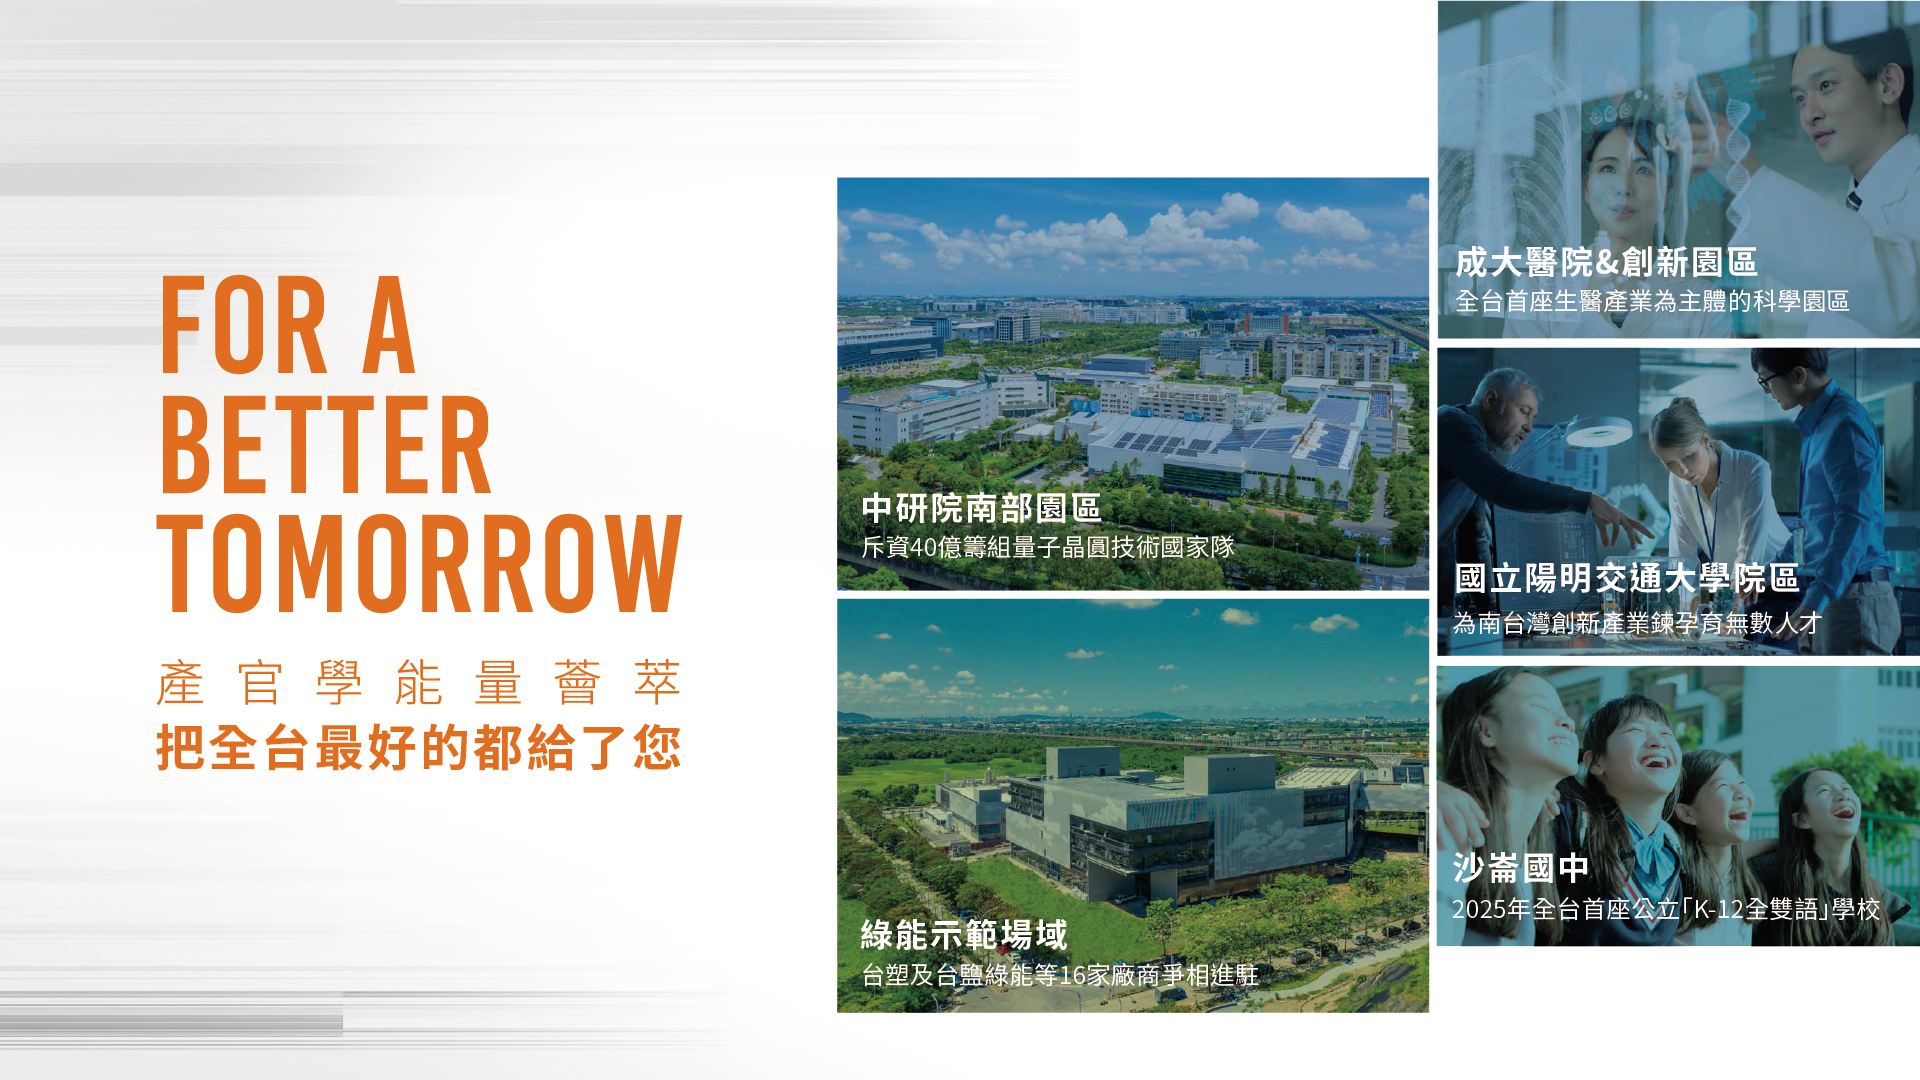 FOR A
BETTER
TOMORROW
產官學能量薈萃
把全台最好的都給了您
中研院南部園區
斥資40億籌組量子晶圓技術國家隊
綠能示範場域
台塑及台鹽綠能等16家廠商爭相進駐
成大醫院&創新園區
全台首座生醫產業為主體的科學園區
國立陽明交通大學院區
為南台灣創新產業鍊孕育無數人才
沙崙國中
2025年全台首座公立「K-12全雙語」學校